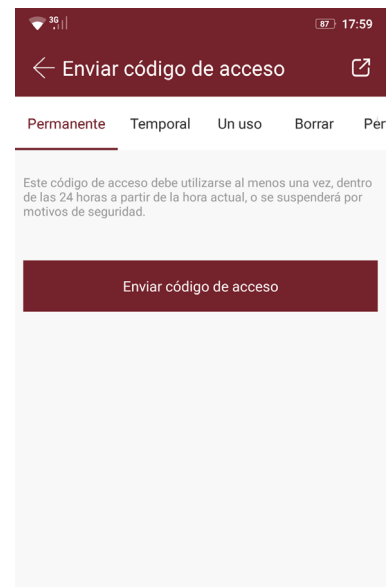 3G 87 17:59
Enviar código de acceso
Permanente Temporal Un uso Borrar Per
Este código de acceso debe utilizarse al menos una vez, dentro
de las 24 horas a partir de la hora actual, o se suspenderá por
motivos de seguridad.
Enviar código de acceso